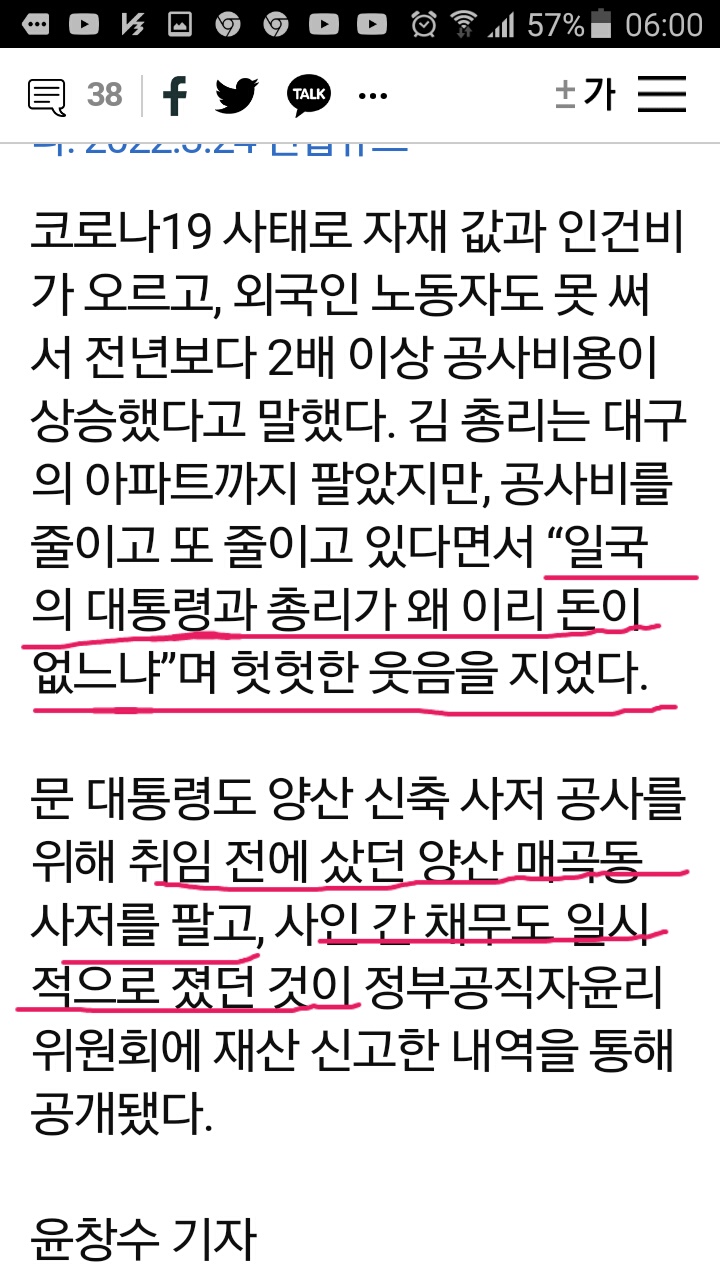 57% 06:00
38 TALK ±가
코로나19 사태로 자재 값과 인건비
가 오르고, 외국인 노동자도 못 써
서 전년보다 2배 이상 공사비용이
상승했다고 말했다. 김 총리는 대구
의 아파트까지 팔았지만, 공사비를
줄이고 또 줄이고 있다면서 “일국
의 대통령과 총리가 왜 이리 돈이
없느냐”며 헛헛한 웃음을 지었다.
문 대통령도 양산 신축 사저 공사를
위해 취임 전에 샀던 양산 매곡동
사저를 팔고, 사인 간 채무도 일시
적으로 졌던 것이 정부공직자윤리
위원회에 재산 신고한 내역을 통해
공개됐다.
윤창수 기자